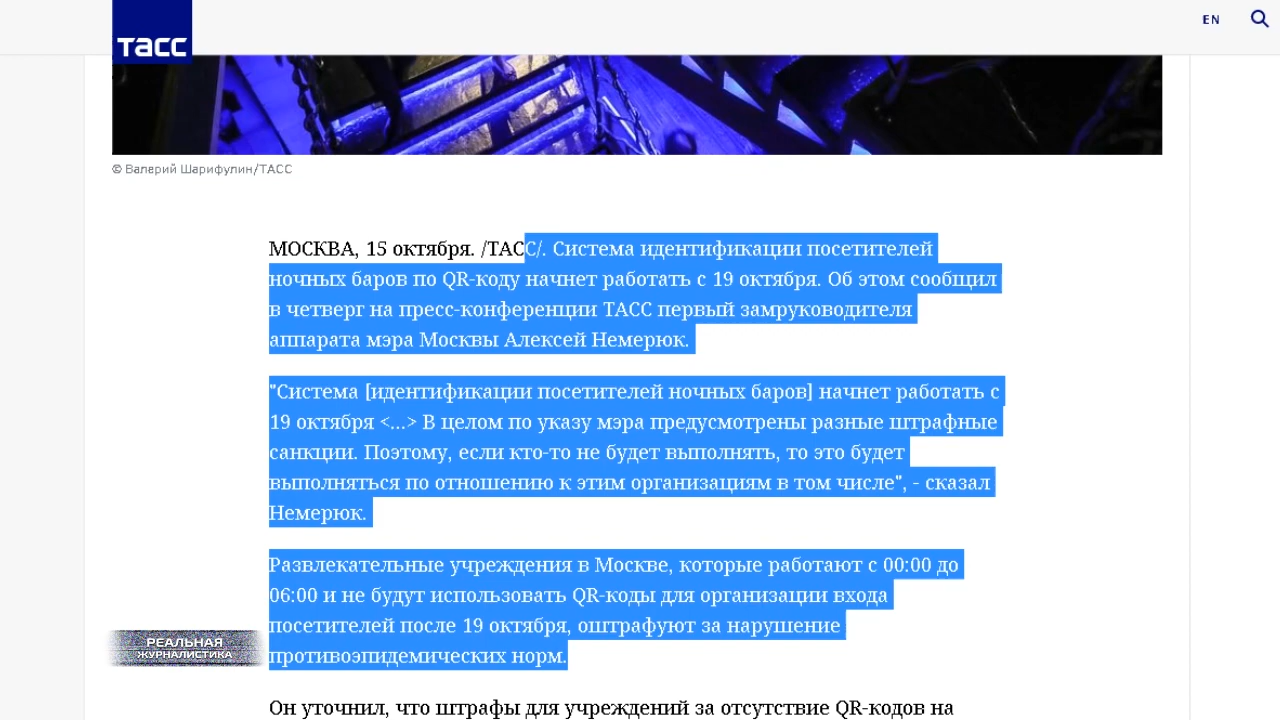 EN
ТАСС
© Валерий Шарифулин/ТАСС
МОСКВА, 15 октября. /ТАСС/. Система идентификации посетителей
ночных баров по QR-коду начнет работать с 19 октября. Об этом сообщил
в четверг на пресс-конференции ТАСС первый замруководителя
аппарата мэра Москвы Алексей Немерюк.
"Система [идентификации посетителей ночных баров] начнет работать с
19 октября <...> В целом по указу мэра предусмотрены разные штрафные
санкции. Поэтому, если кто-то не будет выполнять, то это будет
выполняться по отношению к этим организациям в том числе", - сказал
Немерюк.
Развлекательные учреждения в Москве, которые работают с 00:00 до
06:00 и не будут использовать QR-коды для организации входа
посетителей после 19 октября, оштрафуют за нарушение
противоэпидемических норм.
РЕАЛЬНАЯ
ЖУРНАЛИСТИКА
Он уточнил, что штрафы для учреждений за отсутствие QR-кодов на